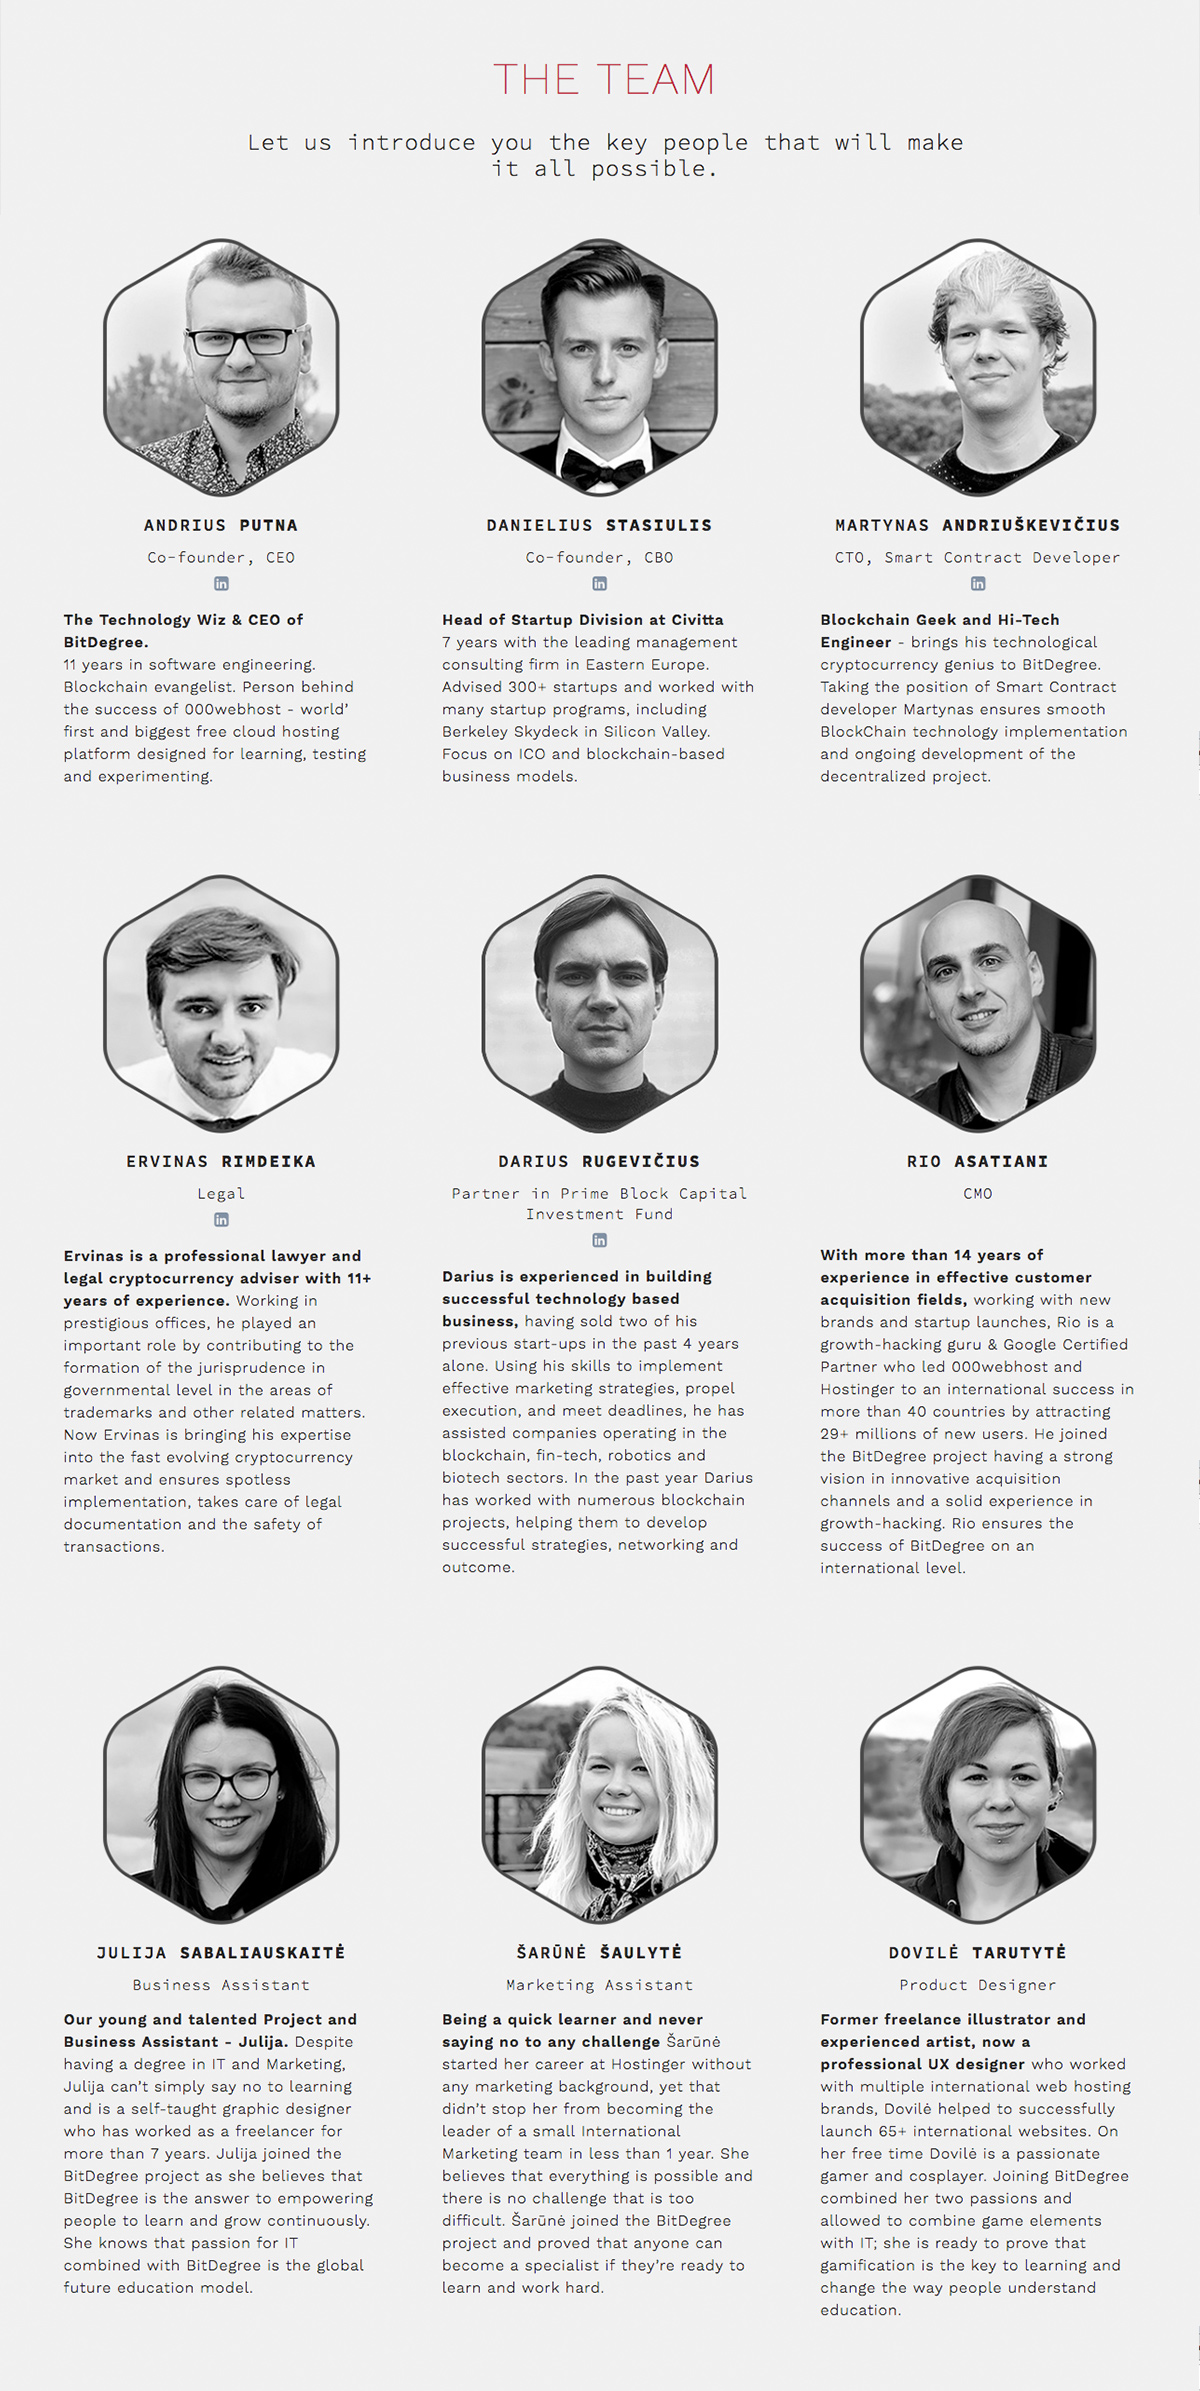 THE TEAM
Let us introduce you the key people that will make
it all possible.
ANDRIUS PUTNA
Co-founder, CEO
in
The Technology Wiz & CEO of
BitDegree.
11 years in software engineering.
Blockchain evangelist. Person behind
the success of 000webhost - world'
first and biggest free cloud hosting
platform designed for learning, testing
and experimenting.
DANIELIUS STASIULIS
Co-founder, CBO
in
Head of Startup Division at Civitta
7 years with the leading management
consulting firm in Eastern Europe.
Advised 300+ startups and worked with
many startup programs, including
Berkeley Skydeck in Silicon Valley.
Focus on ICO and blockchain-based
business models.
MARTYNAS ANDRIUŠKEVIČIUS
CTO, Smart Contract Developer
in
Blockchain Geek and Hi-Tech
Engineer - brings his technological
cryptocurrency genius to BitDegree.
Taking the position of Smart Contract
developer Martynas ensures smooth
BlockChain technology implementation
and ongoing development of the
decentralized project.
ERVINAS RIMDEIKA
Legal
in
Ervinas is a professional lawyer and
legal cryptocurrency adviser with 11+
years of experience. Working in
prestigious offices, he played an
important role by contributing to the
formation of the jurisprudence in
governmental level in the areas of
trademarks and other related matters.
Now Ervinas is bringing his expertise
into the fast evolving cryptocurrency
market and ensures spotless
implementation, takes care of legal
documentation and the safety of
transactions.
DARIUS RUGEVIČIUS
Partner in Prime Block Capital
Investment Fund
in
Darius is experienced in building
successful technology based
business, having sold two of his
previous start-ups in the past 4 years
alone. Using his skills to implement
effective marketing strategies, propel
execution, and meet deadlines, he has
assisted companies operating in the
blockchain, fin-tech, robotics and
biotech sectors. In the past year Darius
has worked with numerous blockchain
projects, helping them to develop
successful strategies, networking and
outcome.
RIO ASATIANI
CMO
With more than 14 years of
experience in effective customer
acquisition fields, working with new
brands and startup launches, Rio is a
growth-hacking guru & Google Certified
Partner who led 000webhost and
Hostinger to an international success in
more than 40 countries by attracting
29+ millions of new users. He joined
the BitDegree project having a strong
vision in innovative acquisition
channels and a solid experience in
growth-hacking. Rio ensures the
success of BitDegree on an
international level.
JULIJA SABALIAUSKAITĖ
Business Assistant
Our young and talented Project and
Business Assistant - Julija. Despite
having a degree in IT and Marketing,
Julija can't simply say no to learning
and is a self-taught graphic designer
who has worked as a freelancer for
more than 7 years. Julija joined the
BitDegree project as she believes that
BitDegree is the answer to empowering
people to learn and grow continuously.
She knows that passion for IT
combined with BitDegree is the global
future education model.
ŠARŪNĖ ŠAULYTĖ
Marketing Assistant
Being a quick learner and never
saying no to any challenge Šarūnė
started her career at Hostinger without
any marketing background, yet that
didn't stop her from becoming the
leader of a small International
Marketing team in less than 1 year. She
believes that everything is possible and
there is no challenge that is too
difficult. Šarūnė joined the BitDegree
project and proved that anyone can
become a specialist if they're ready to
learn and work hard.
DOVILĖ TARUTYTĖ
Product Designer
Former freelance illustrator and
experienced artist, now a
professional UX designer who worked
with multiple international web hosting
brands, Dovilė helped to successfully
launch 65+ international websites. On
her free time Dovilė is a passionate
gamer and cosplayer. Joining BitDegree
combined her two passions and
allowed to combine game elements
with IT; she is ready to prove that
gamification is the key to learning and
change the way people understand
education.